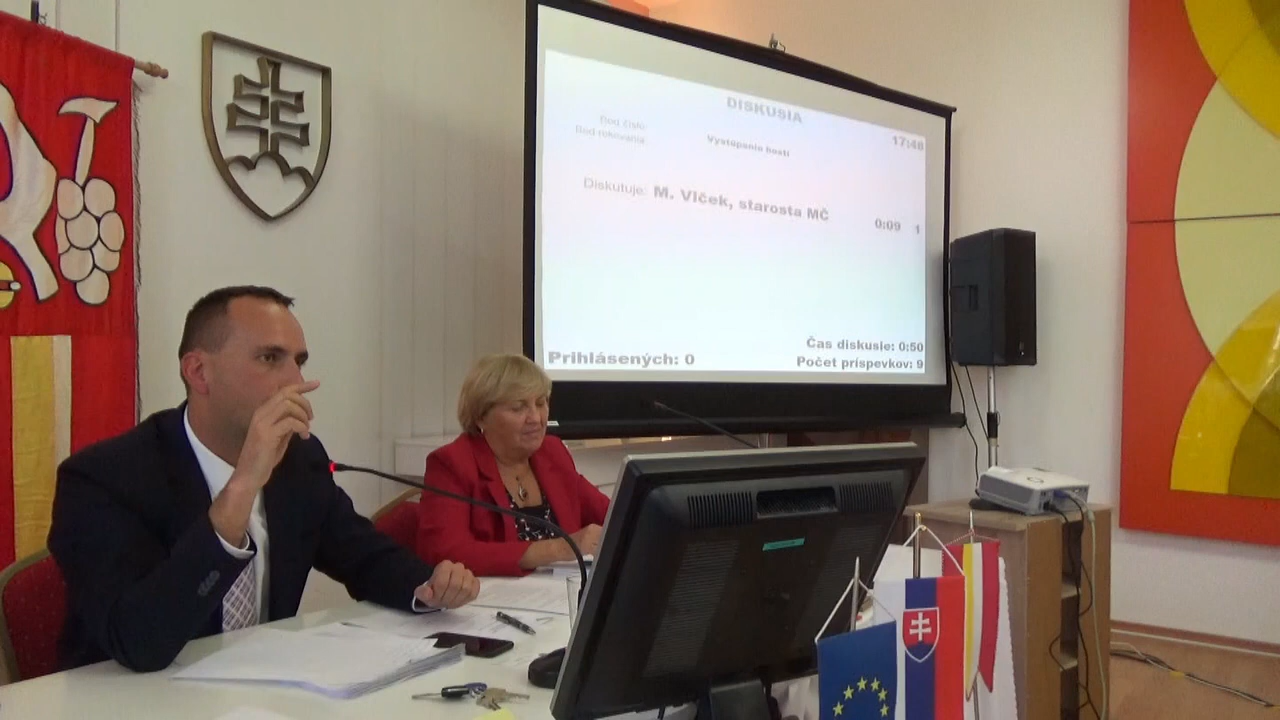 DISKUSIA
17:48
Bod číslo:
Bod rokovania:
Vystúpenie hostí
Diskutuje: M. Vlček, starosta MČ
0:09 1
Čas diskusie: 0:50
Prihlásených: 0
Počet príspevkov: 9